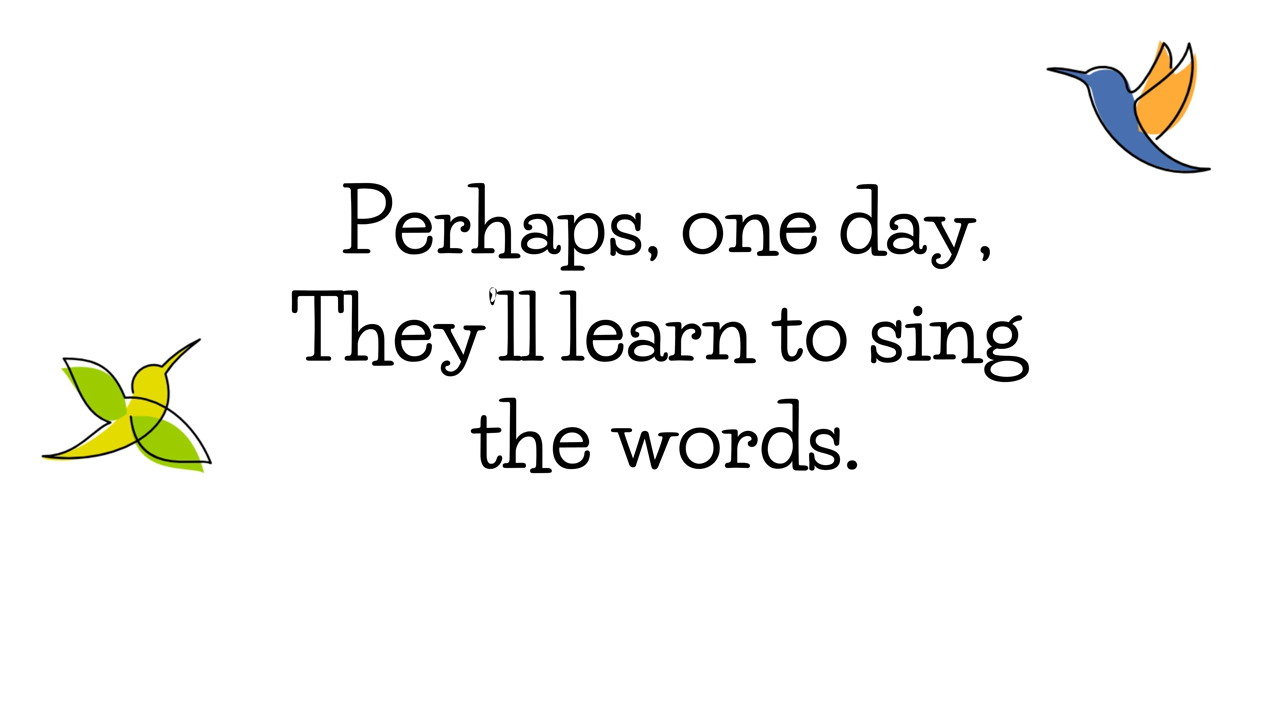 Perhaps, one day,
They'll learn to sing
the words.